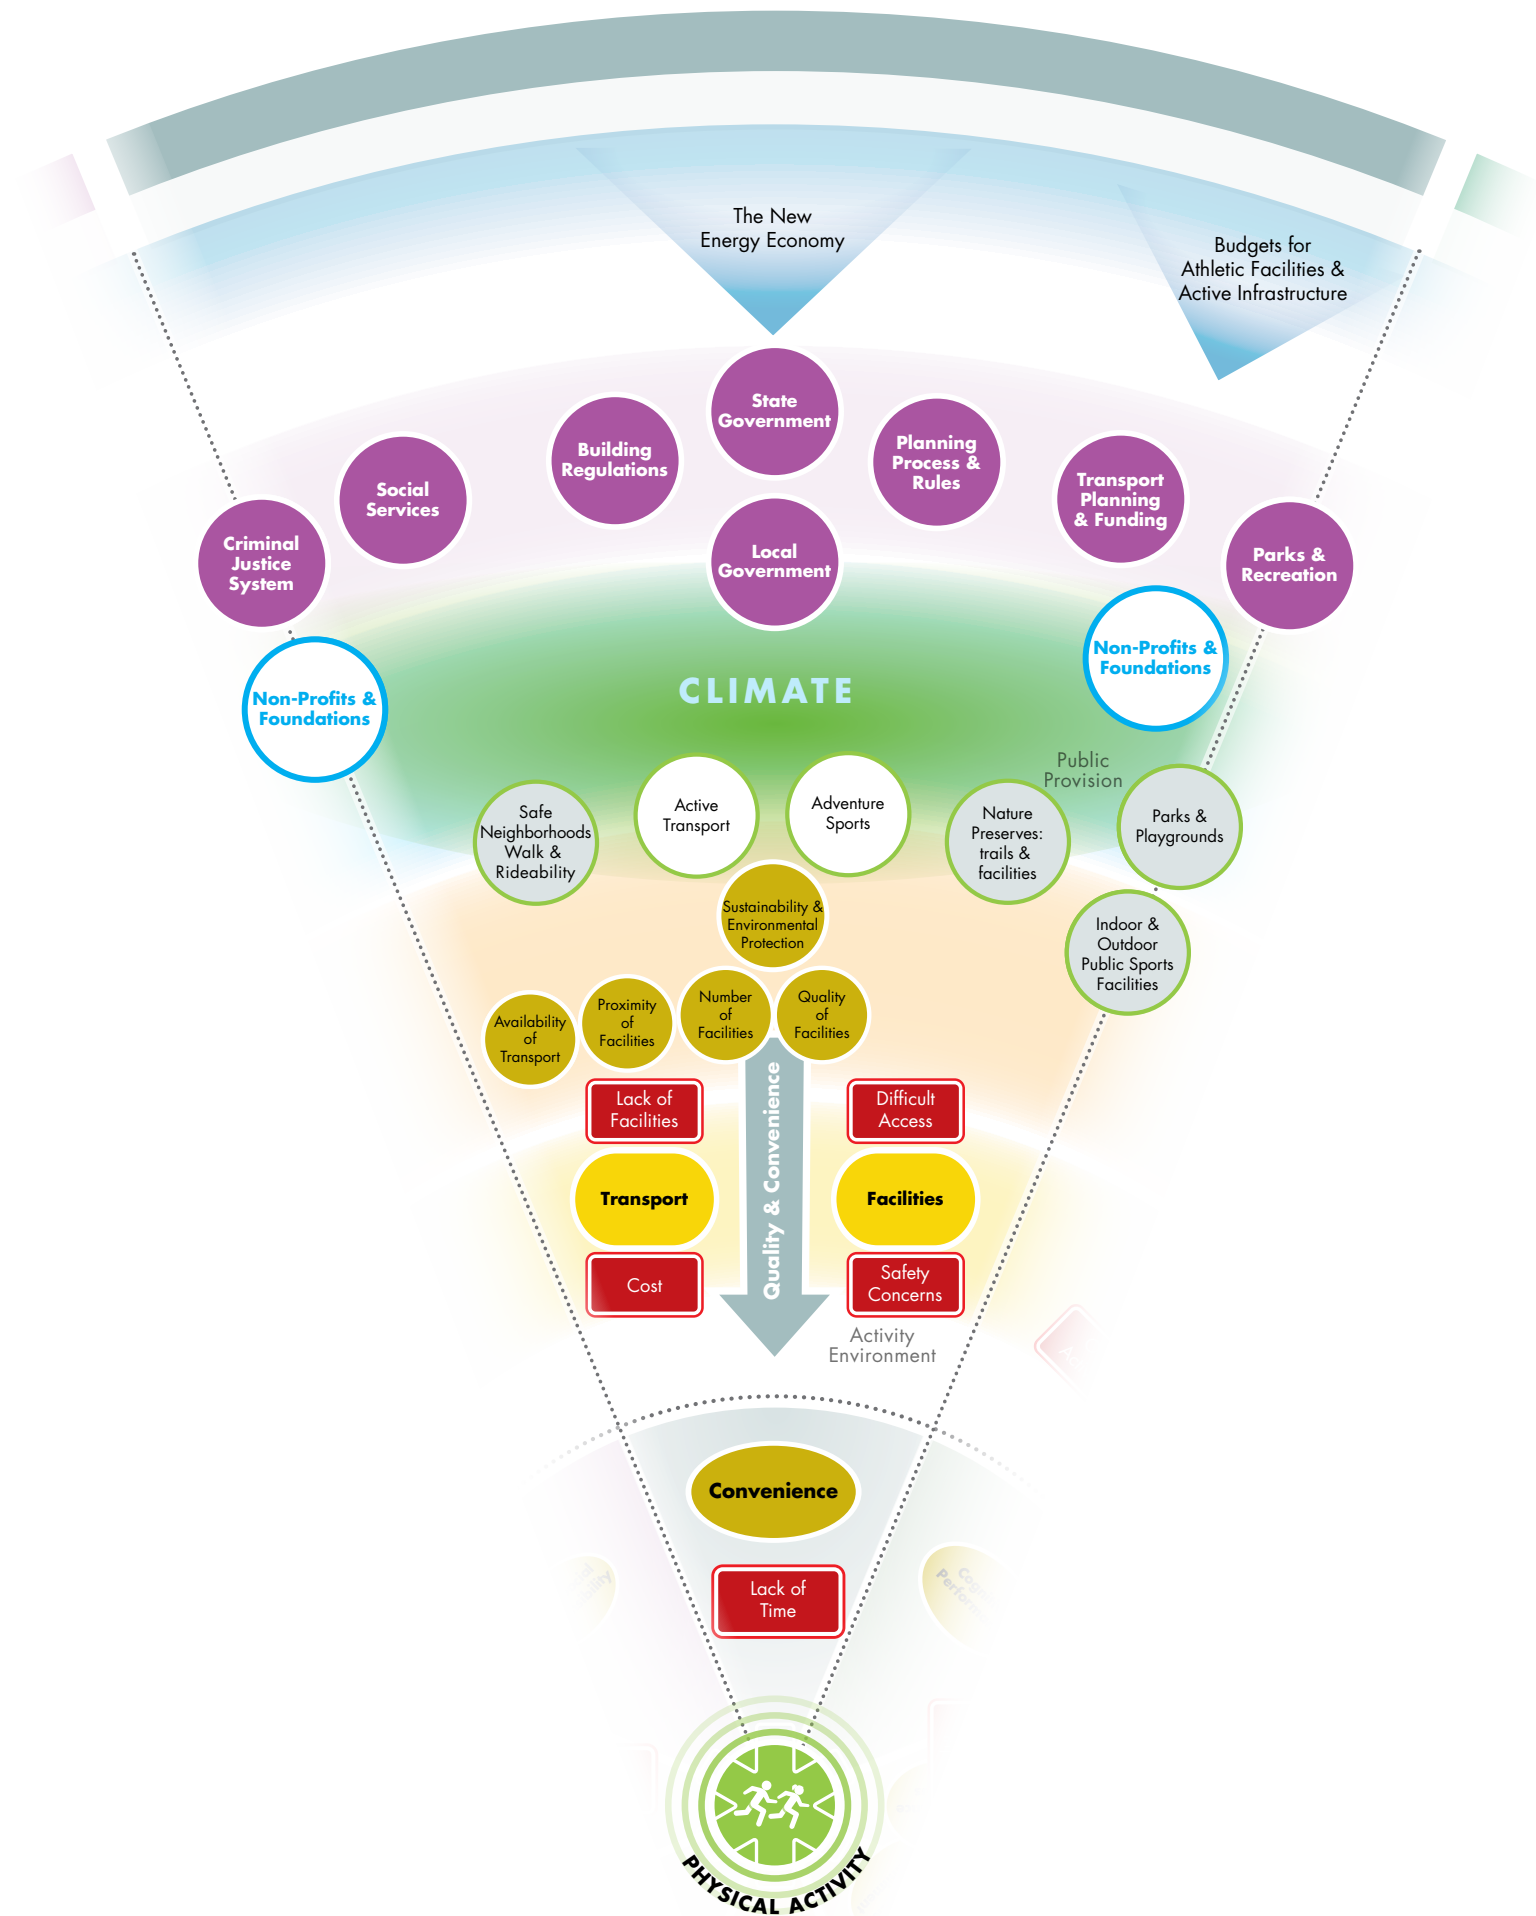 The New
Energy Economy
Budgets for
Athletic Facilities &
Active Infrastructure
State
Government
Building
Regulations
Planning
Process &
Rules
Social
Services
Transport
Planning
& Funding
Criminal
Justice
System
Local
Government
Parks &
Recreation
Non-Profits &
Foundations
Non-Profits &
Foundations
CLIMATE
Public
Provision
Safe
Neighborhoods
Walk &
Rideability
Active
Transport
Adventure
Sports
Nature
Preserves:
trails &
facilities
Parks &
Playgrounds
Sustainability &
Environmental
Protection
Indoor &
Outdoor
Public Sports
Facilities
Availability
of
Transport
Proximity
of
Facilities
Number
of
Facilities
Quality
of
Facilities
Lack of
Facilities
Difficult
Access
Quality & Convenience
Transport
Facilities
Cost
Safety
Concerns
Activity
Environment
Convenience
Lack of
Time
PHYSICAL ACTIVITY